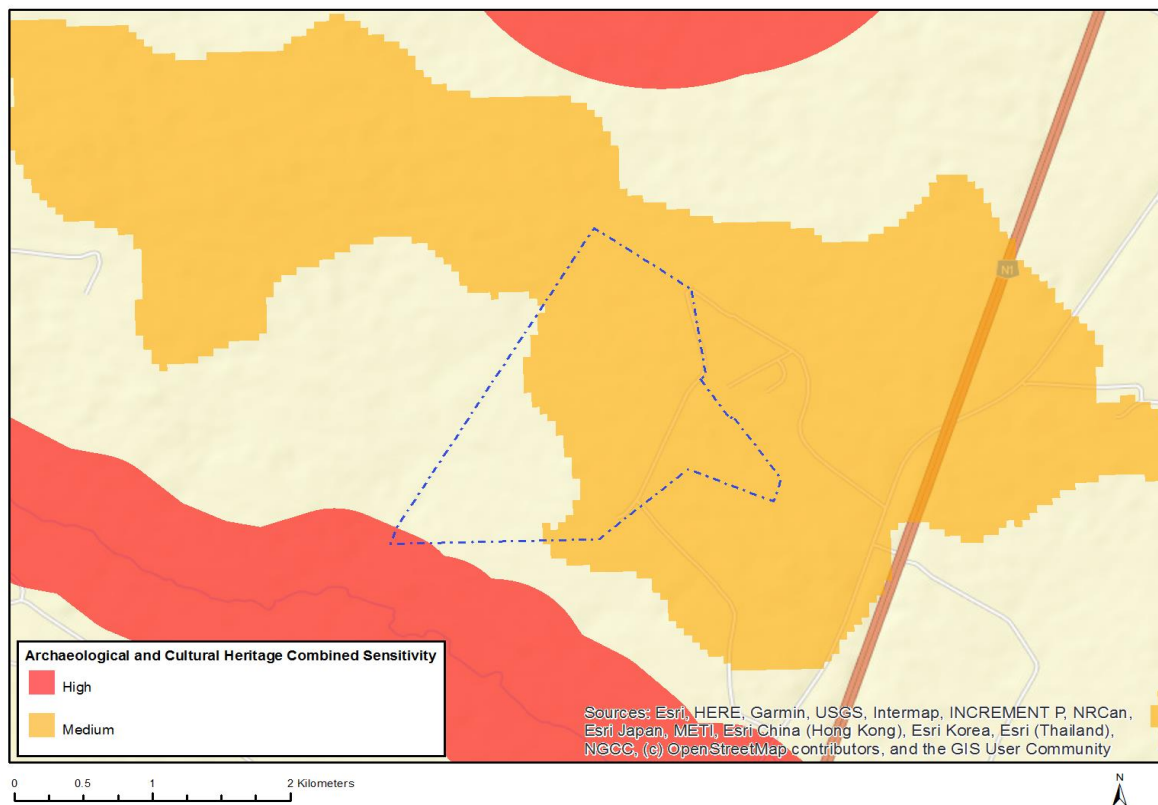 N1
Archaeological and Cultural Heritage Combined Sensitivity
High
Medium
Sources: Esri, HERE, Garmin, USGS, Intermap, INCREMENT P, NRCan,
Esri Japan, METI, Esri China (Hong Kong), Esri Korea, Esri (Thailand),
NGCC, (c) OpenStreetMap contributors, and the GIS User Community
0 0.5 1 2 Kilometers
N